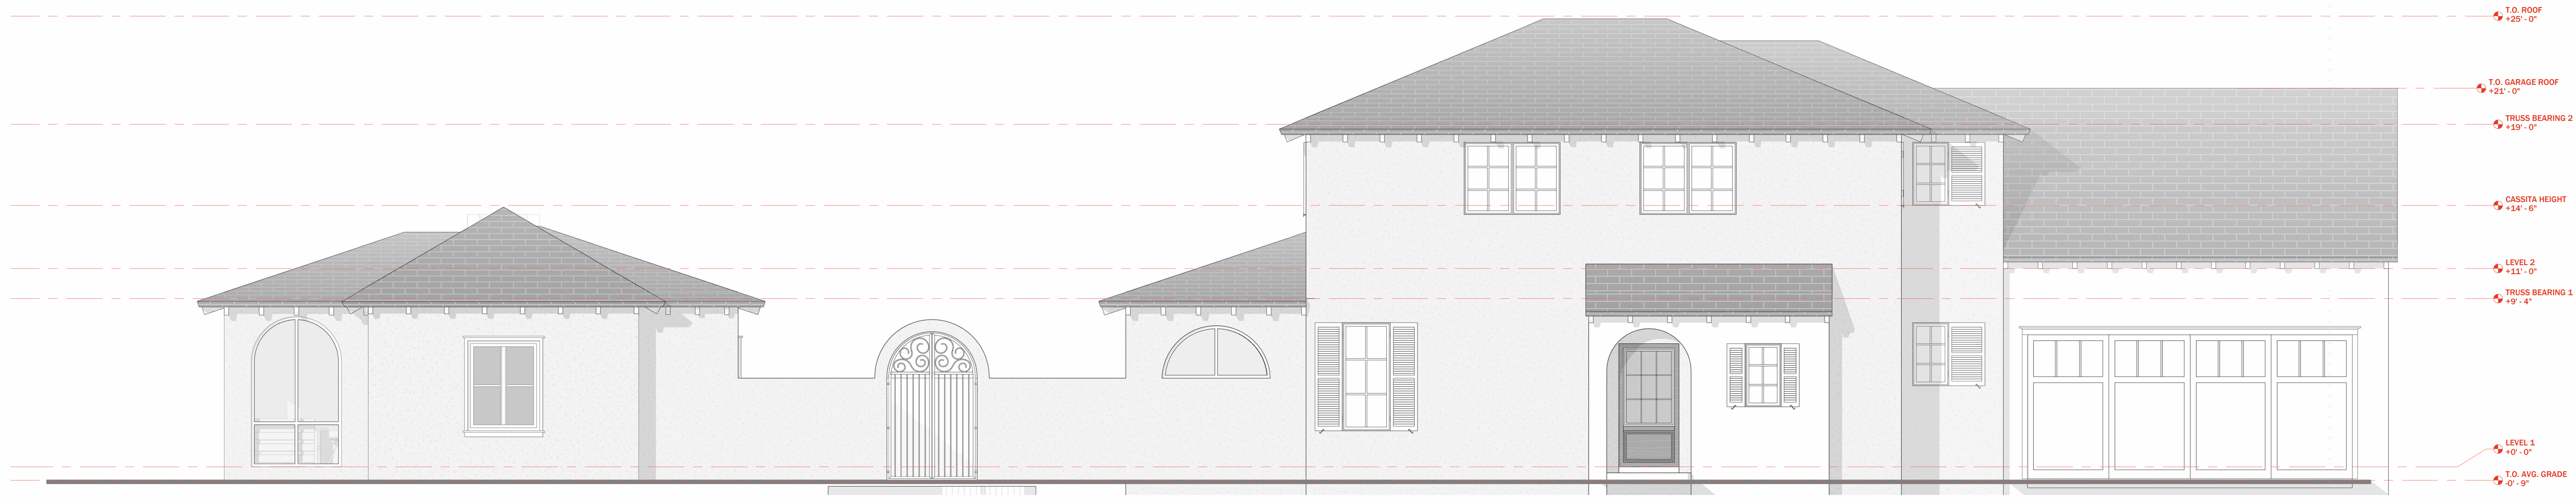 T.O. ROOF
+25' - 0"
T.O. GARAGE ROOF
+21' - 0"
TRUSS BEARING 2
+19' - 0"
CASSITA HEIGHT
+14' - 6"
LEVEL 2
+11' - 0"
TRUSS BEARING 1
+9' - 4"
LEVEL 1
+0' - 0"
T.O. AVG. GRADE
-0' - 9"